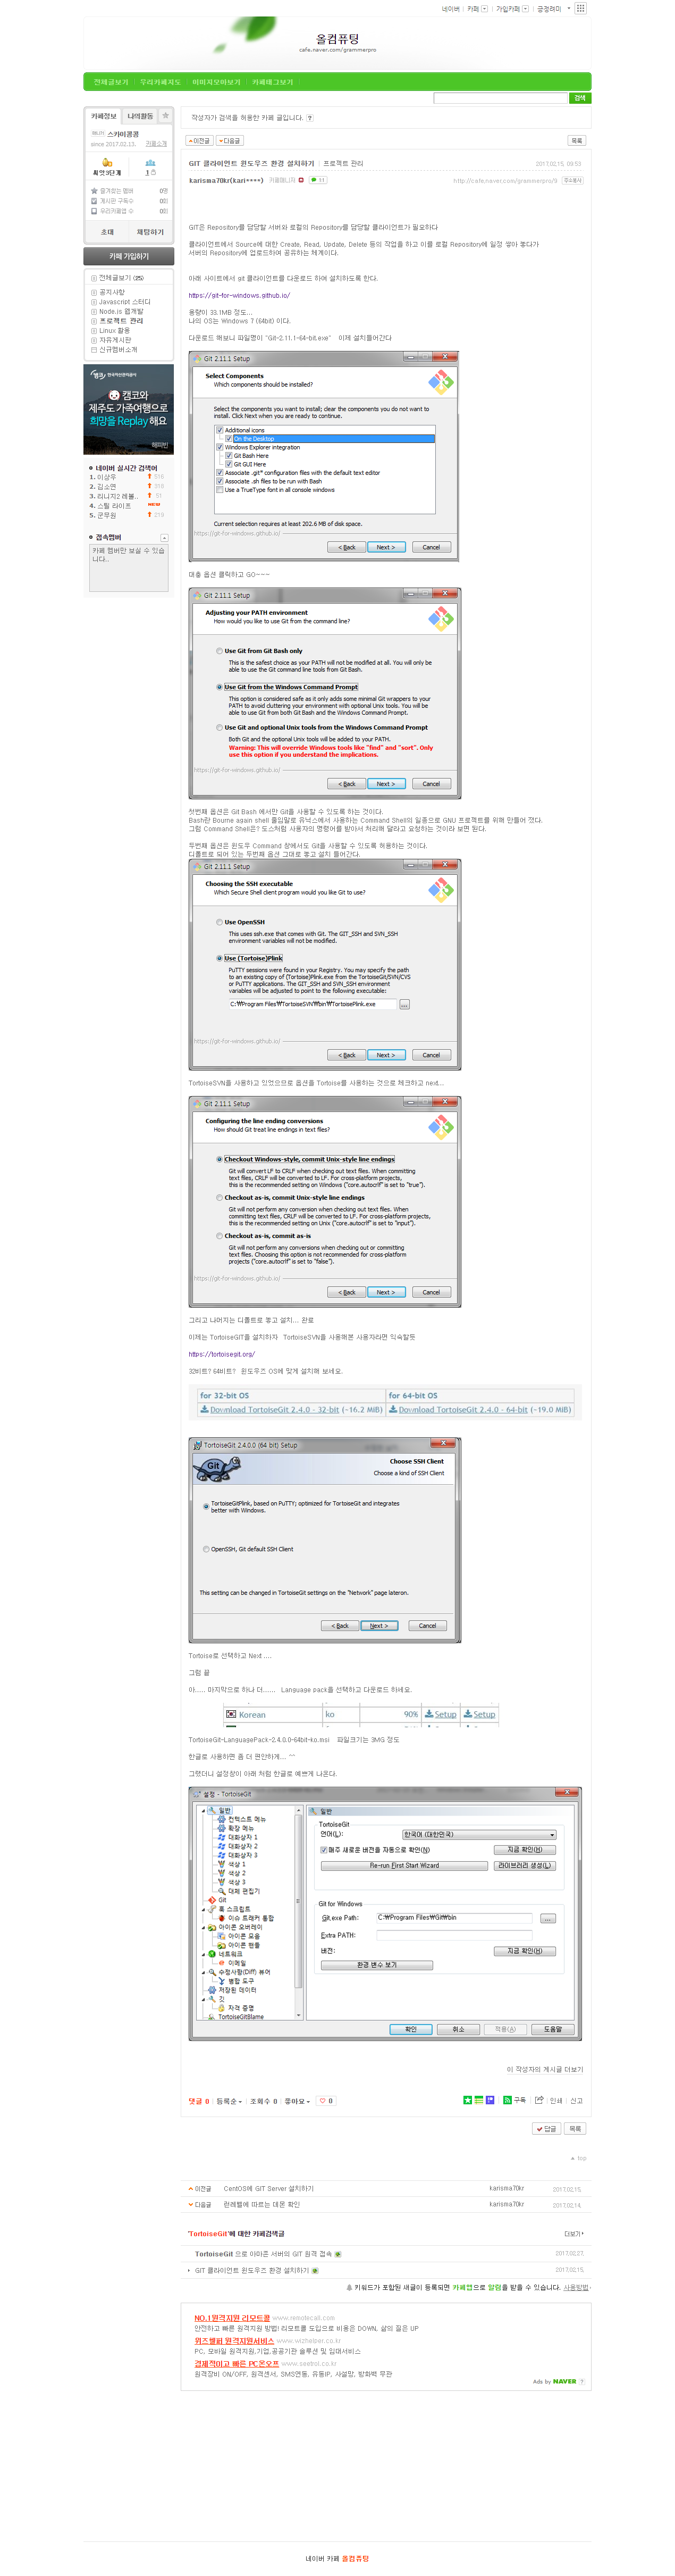 네이버 카페 가입카페 긍정러미
올컴퓨팅
cafe.naver.com/grammerpro
전체글보기 우리카페지도 이미지모아보기 카페태그보기
검색
카페정보 나의활동
매니저 스카이콩콩
since 2017.02.13. 카페소개
씨앗3단계 1
즐겨찾는 멤버 0명
게시판 구독수 0회
우리카페앱 수 0회
초대 채팅하기
카페 가입하기
전체글보기 (25)
공지사항
Javascript 스터디
Node.js 웹개발
프로젝트 관리
Linux 활용
자유게시판
신규멤버소개
캠코 한국자산관리공사
캠코와
제주도 가족여행으로
희망을 Replay 해요
해피빈
네이버 실시간 검색어
1. 이상우 516
2. 김소연 318
3. 리니지2 레볼.. 51
4. 스틸 라이프 NEW
5. 군무원 219
접속멤버
카페 멤버만 보실 수 있습
니다..
작성자가 검색을 허용한 카페 글입니다. ?
이전글 다음글 목록
GIT 클라이언트 윈도우즈 환경 설치하기 | 프로젝트 관리 2017.02.15. 09:53
karisma70kr(kari****) 카페매니저 1:1 http://cafe.naver.com/grammerpro/9 주소복사
GIT은 Repository를 담당할 서버와 로컬의 Repository를 담당할 클라이언트가 필요하다
클라이언트에서 Source에 대한 Create, Read, Update, Delete 등의 작업을 하고 이를 로컬 Repository에 일정 쌓아 놓다가
서버의 Repository에 업로드하여 공유하는 체계이다.
아래 사이트에서 git 클라이언트를 다운로드 하여 설치하도록 한다.
https://git-for-windows.github.io/
용량이 33.1MB 정도...
나의 OS는 Windows 7 (64bit) 이다.
다운로드 해보니 파일명이 "Git-2.11.1-64-bit.exe" 이제 설치들어간다
Git 2.11.1 Setup
Select Components
Which components should be installed?
Select the components you want to install; clear the components you do not want to
install. Click Next when you are ready to continue.
Additional icons
On the Desktop
Windows Explorer integration
Git Bash Here
Git GUI Here
Associate .git* configuration files with the default text editor
Associate .sh files to be run with Bash
Use a TrueType font in all console windows
Current selection requires at least 202.6 MB of disk space.
https://git-for-windows.github.io/
< Back Next > Cancel
대충 옵션 클릭하고 GO~~~
Git 2.11.1 Setup
Adjusting your PATH environment
How would you like to use Git from the command line?
Use Git from Git Bash only
This is the safest choice as your PATH will not be modified at all. You will only be
able to use the Git command line tools from Git Bash.
Use Git from the Windows Command Prompt
This option is considered safe as it only adds some minimal Git wrappers to your
PATH to avoid cluttering your environment with optional Unix tools. You will be
able to use Git from both Git Bash and the Windows Command Prompt.
Use Git and optional Unix tools from the Windows Command Prompt
Both Git and the optional Unix tools will be added to your PATH.
Warning: This will override Windows tools like "find" and "sort". Only
use this option if you understand the implications.
https://git-for-windows.github.io/
< Back Next > Cancel
첫번째 옵션은 Git Bash 에서만 Git를 사용할 수 있도록 하는 것이다.
Bash란 Bourne again shell 줄임말로 유닉스에서 사용하는 Command Shell의 일종으로 GNU 프로젝트를 위해 만들어 졌다.
그럼 Command Shell은? 도스처럼 사용자의 명령어를 받아서 처리해 달라고 요청하는 것이라 보면 된다.
두번째 옵션은 윈도우 Command 창에서도 Git를 사용할 수 있도록 허용하는 것이다.
디폴트로 되어 있는 두번째 옵션 그대로 놓고 설치 들어간다.
Git 2.11.1 Setup
Choosing the SSH executable
Which Secure Shell client program would you like Git to use?
Use OpenSSH
This uses ssh.exe that comes with Git. The GIT_SSH and SVN_SSH
environment variables will not be modified.
Use (Tortoise)Plink
PuTTY sessions were found in your Registry. You may specify the path
to an existing copy of (Tortoise)Plink.exe from the TortoiseGit/SVN/CVS
or PuTTY applications. The GIT_SSH and SVN_SSH environment
variables will be adjusted to point to the following executable:
C:₩Program Files₩TortoiseSVN₩bin₩TortoisePlink.exe ...
https://git-for-windows.github.io/
< Back Next > Cancel
TortoiseSVN을 사용하고 있었으므로 옵션을 Tortoise를 사용하는 것으로 체크하고 next...
Git 2.11.1 Setup
Configuring the line ending conversions
How should Git treat line endings in text files?
Checkout Windows-style, commit Unix-style line endings
Git will convert LF to CRLF when checking out text files. When committing
text files, CRLF will be converted to LF. For cross-platform projects,
this is the recommended setting on Windows ("core.autocrlf" is set to "true").
Checkout as-is, commit Unix-style line endings
Git will not perform any conversion when checking out text files. When
committing text files, CRLF will be converted to LF. For cross-platform projects,
this is the recommended setting on Unix ("core.autocrlf" is set to "input").
Checkout as-is, commit as-is
Git will not perform any conversions when checking out or committing
text files. Choosing this option is not recommended for cross-platform
projects ("core.autocrlf" is set to "false").
https://git-for-windows.github.io/
< Back Next > Cancel
그리고 나머지는 디폴트로 놓고 설치... 완료
이제는 TortoiseGIT을 설치하자 TortoiseSVN을 사용해본 사용자라면 익숙할듯
https://tortoisegit.org/
32비트? 64비트? 윈도우즈 OS에 맞게 설치해 보세요.
for 32-bit OS for 64-bit OS
Download TortoiseGit 2.4.0 - 32-bit (~16.2 MiB) Download TortoiseGit 2.4.0 - 64-bit (~19.0 MiB)
TortoiseGit 2.4.0.0 (64 bit) Setup
Git
Choose SSH Client
Choose a kind of SSH Client
TortoiseGitPlink, based on PuTTY; optimized for TortoiseGit and integrates
better with Windows.
OpenSSH, Git default SSH Client
This setting can be changed in TortoiseGit settings on the "Network" page lateron.
< Back Next > Cancel
Tortoise로 선택하고 Next ....
그럼 끝
아..... 마지막으로 하나 더...... Language pack을 선택하고 다운로드 하세요.
Korean ko 90% Setup Setup
TortoiseGit-LanguagePack-2.4.0.0-64bit-ko.msi 파일크기는 3MG 정도
한글로 사용하면 좀 더 편안하게... ^^
그랬더니 설정창이 아래 처럼 한글로 예쁘게 나온다.
설정 - TortoiseGit
일반
컨텍스트 메뉴
확장 메뉴
대화상자 1
대화상자 2
대화상자 3
색상 1
색상 2
색상 3
대체 편집기
Git
훅 스크립트
이슈 트래커 통합
아이콘 오버레이
아이콘 모음
아이콘 핸들
네트워크
이메일
수정사항(Diff) 뷰어
병합 도구
저장된 데이터
깃
자격 증명
TortoiseGitBlame
일반
TortoiseGit
언어(L): 한국어 (대한민국)
매주 새로운 버전을 자동으로 확인(N) 지금 확인(H)
Re-run First Start Wizard 라이브러리 생성(L)
Git for Windows
Git.exe Path: C:₩Program Files₩Git₩bin ...
Extra PATH:
버전: 지금 확인(H)
환경 변수 보기
확인 취소 적용(A) 도움말
이 작성자의 게시글 더보기
댓글 0 등록순 조회수 0 좋아요 0 구독 인쇄 신고
답글 목록
top
이전글 CentOS에 GIT Server 설치하기 karisma70kr 2017.02.15.
다음글 런레벨에 따르는 데몬 확인 karisma70kr 2017.02.14.
'TortoiseGit'에 대한 카페검색글 더보기
TortoiseGit 으로 아마존 서버의 GIT 원격 접속 2017.02.27.
GIT 클라이언트 윈도우즈 환경 설치하기 2017.02.15.
키워드가 포함된 새글이 등록되면 카페앱으로 알림을 받을 수 있습니다. 사용방법
NO.1원격지원 리모트콜 www.remotecall.com
안전하고 빠른 원격지원 방법! 리모트콜 도입으로 비용은 DOWN, 삶의 질은 UP
위즈헬퍼 원격지원서비스 www.wizhelper.co.kr
PC, 모바일 원격지원,기업,공공기관 솔루션 및 임대서비스
경제적이고 빠른 PC온오프 www.seetrol.co.kr
원격장비 ON/OFF, 원격센서, SMS연동, 유동IP, 사설망, 방화벽 무관
Ads by NAVER ?
네이버 카페 올컴퓨팅